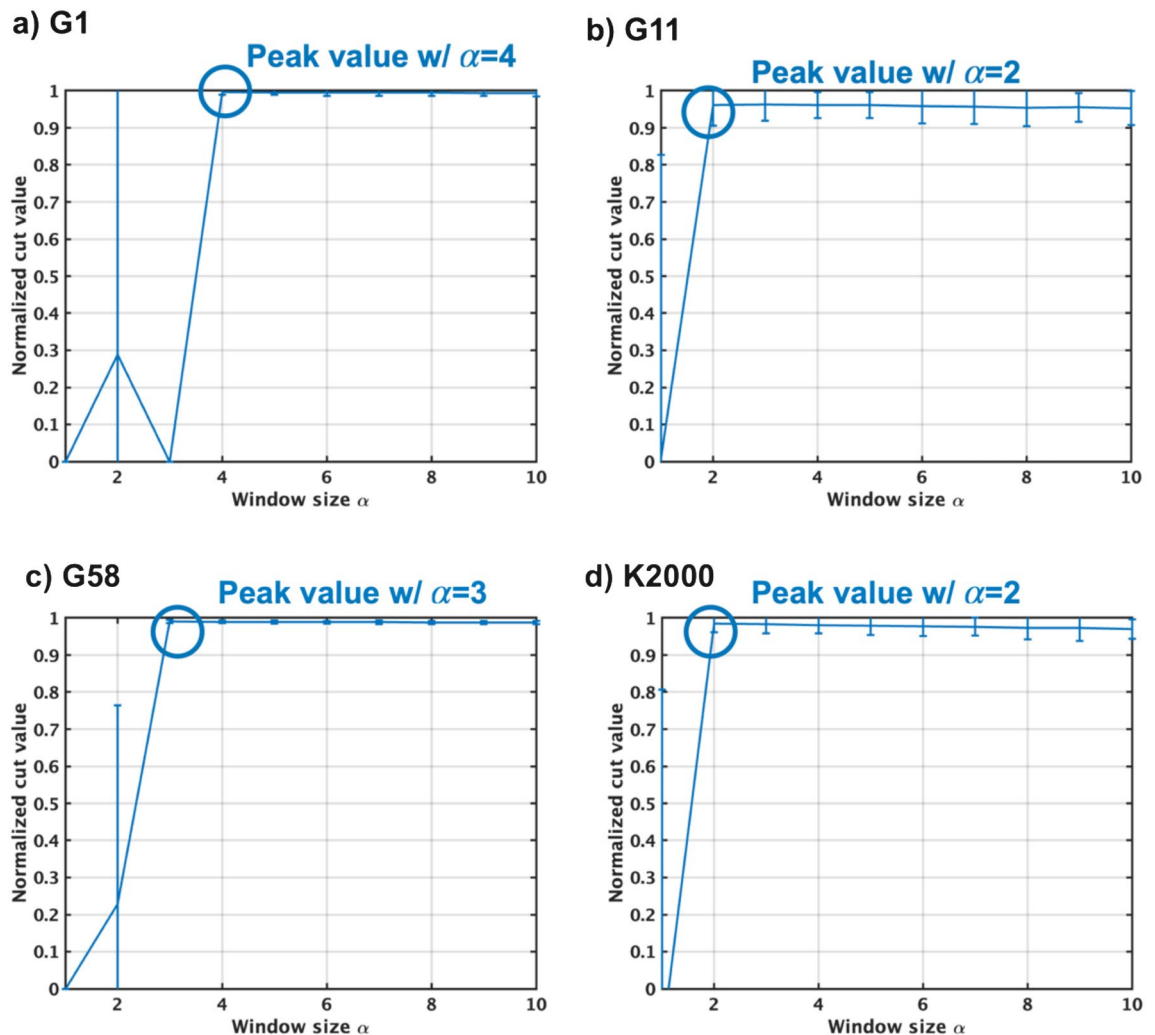 a) G1
Peak value w/ α=4
Normalized cut value
1
0.9
0.8
0.7
0.6
0.5
0.4
0.3
0.2
0.1
0
2 4 6 8 10
Window size α
b) G11
Peak value w/ α=2
Normalized cut value
1
0.9
0.8
0.7
0.6
0.5
0.4
0.3
0.2
0.1
0
2 4 6 8 10
Window size α
c) G58
Peak value w/ α=3
Normalized cut value
1
0.9
0.8
0.7
0.6
0.5
0.4
0.3
0.2
0.1
0
2 4 6 8 10
Window size α
d) K2000
Peak value w/ α=2
Normalized cut value
1
0.9
0.8
0.7
0.6
0.5
0.4
0.3
0.2
0.1
0
2 4 6 8 10
Window size α